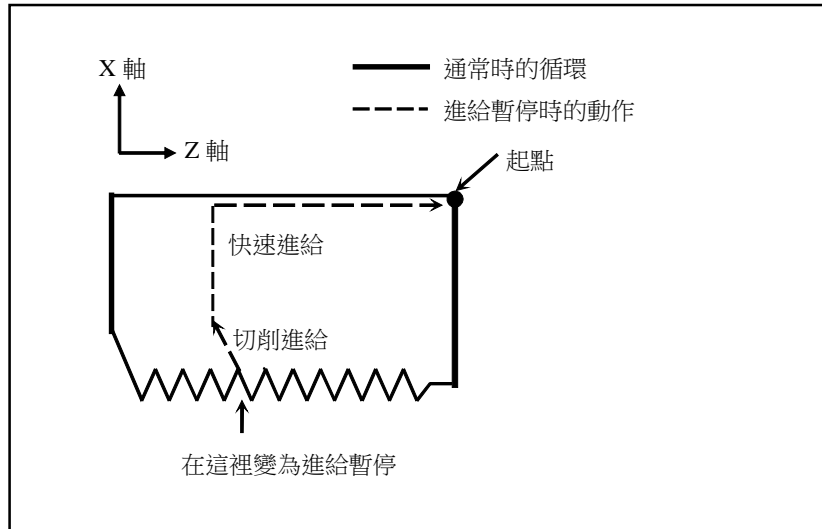 X 軸
通常時的循環
進給暫停時的動作
Z 軸
起點
快速進給
切削進給
在這裡變為進給暫停